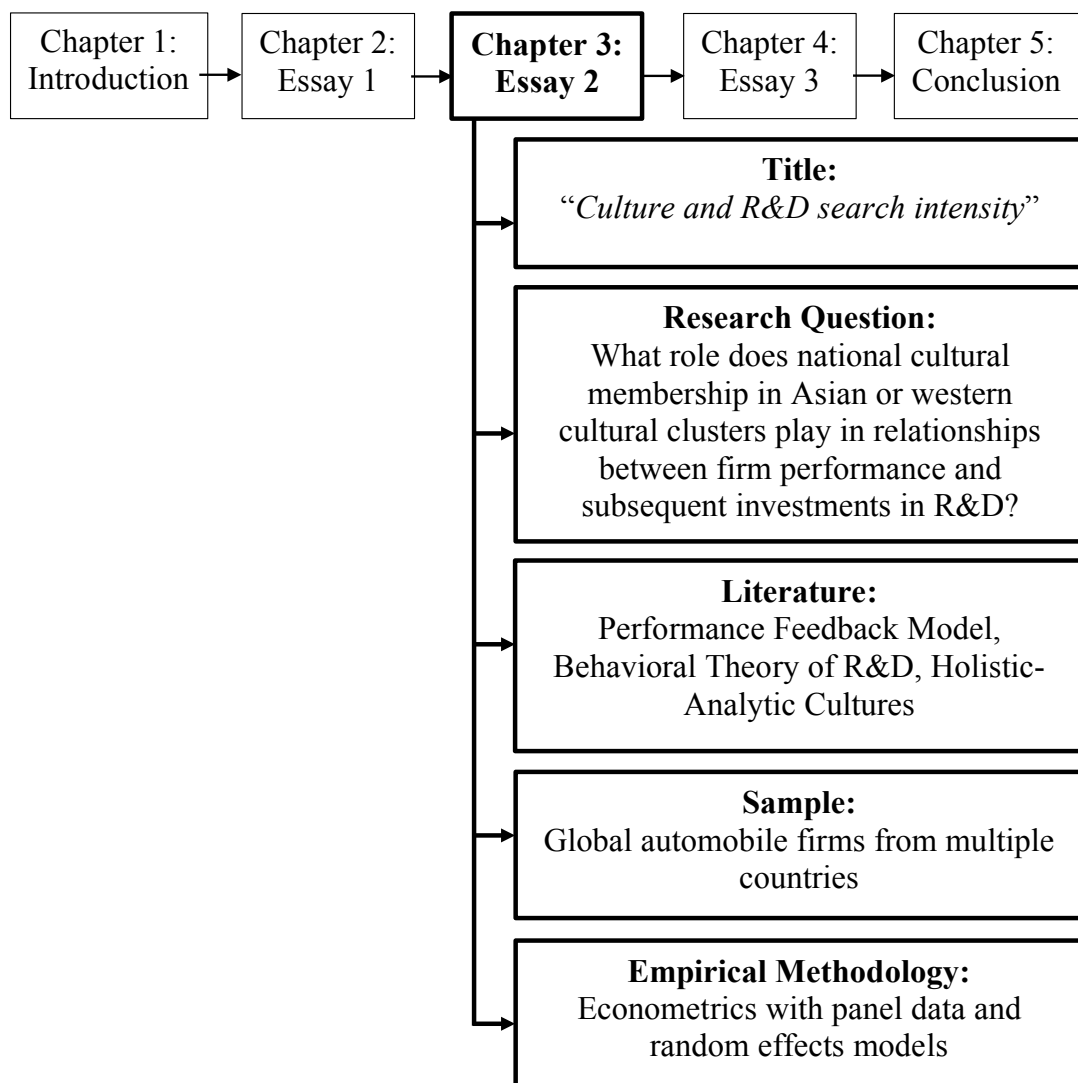 Chapter 1:
Introduction
Chapter 2:
Essay 1
Chapter 3:
Essay 2
Chapter 4:
Essay 3
Chapter 5:
Conclusion
Title:
“Culture and R&D search intensity”
Research Question:
What role does national cultural
membership in Asian or western
cultural clusters play in relationships
between firm performance and
subsequent investments in R&D?
Literature:
Performance Feedback Model,
Behavioral Theory of R&D, Holistic-
Analytic Cultures
Sample:
Global automobile firms from multiple
countries
Empirical Methodology:
Econometrics with panel data and
random effects models